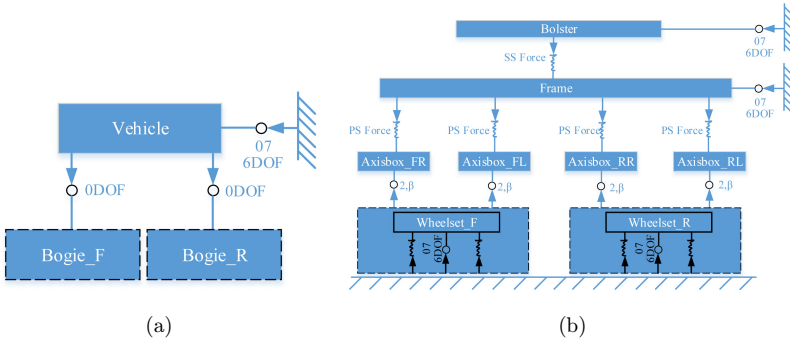 Vehicle
07
6DOF
0DOF
0DOF
Bogie_F
Bogie_R
(a)
Bolster
07
6DOF
SS Force
Frame
07
6DOF
PS Force
PS Force
PS Force
PS Force
Axisbox_FR
Axisbox_FL
Axisbox_RR
Axisbox_RL
2,β
2,β
2,β
2,β
Wheelset_F
Wheelset_R
07
6DOF
07
6DOF
(b)